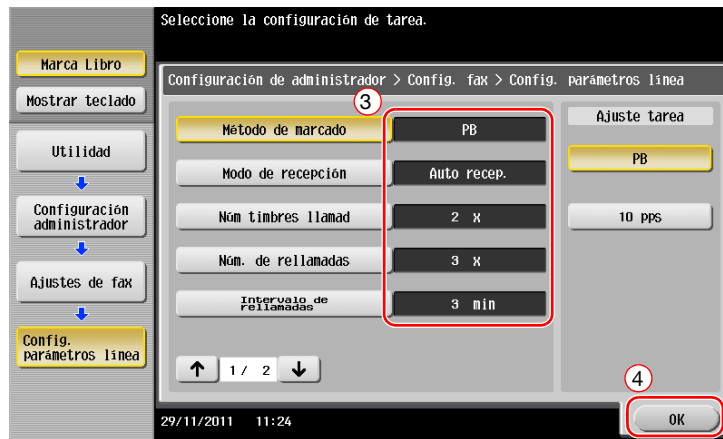 Seleccione la configuración de tarea.
Marca Libro
Mostrar teclado
Utilidad
Configuración
administrador
Ajustes de fax
Config.
parámetros línea
Configuración de administrador > Config. fax > Config. parámetros línea
3
Método de marcado
PB
Modo de recepción
Auto recep.
Núm timbres llamad
2 X
Núm. de rellamadas
3 X
Intervalo de
rellamadas
3 min
Ajuste tarea
PB
10 pps
1/ 2
4
29/11/2011 11:24
OK